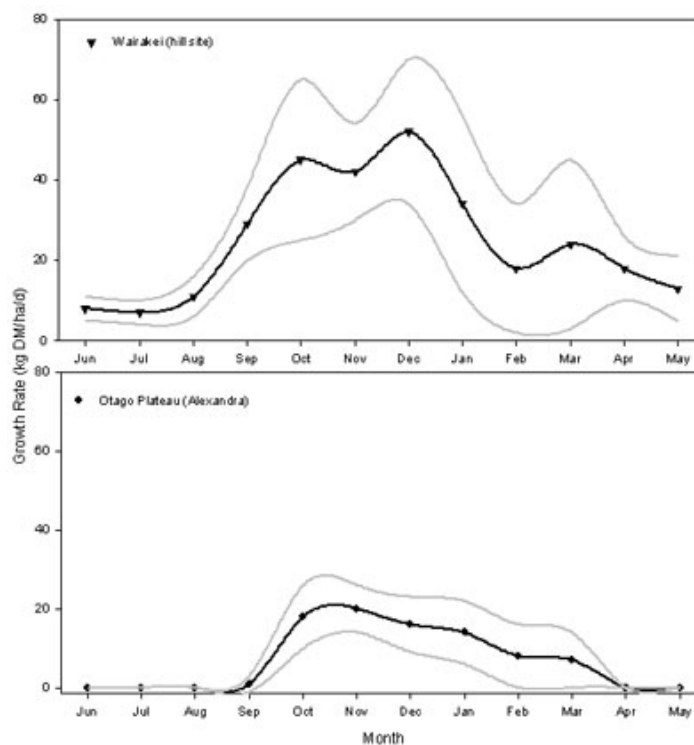 80
Wairakei (hill site)
60
40
20
0
Jun Jul Aug Sep Oct Nov Dec Jan Feb Mar Apr May
Growth Rate (kg DM/ha/d)
80
Otago Plateau (Alexandra)
60
40
20
0
Jun Jul Aug Sep Oct Nov Dec Jan Feb Mar Apr May
Month